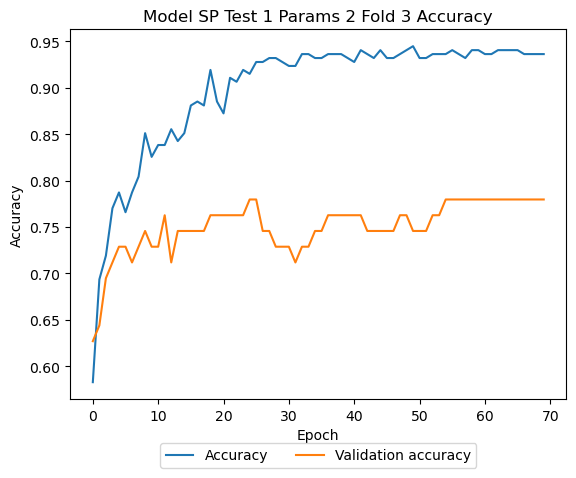 Model SP Test 1 Params 2 Fold 3 Accuracy
Accuracy
0.95
0.90
0.85
0.80
0.75
0.70
0.65
0.60
0 10 20 30 40 50 60 70
Epoch
Accuracy Validation accuracy